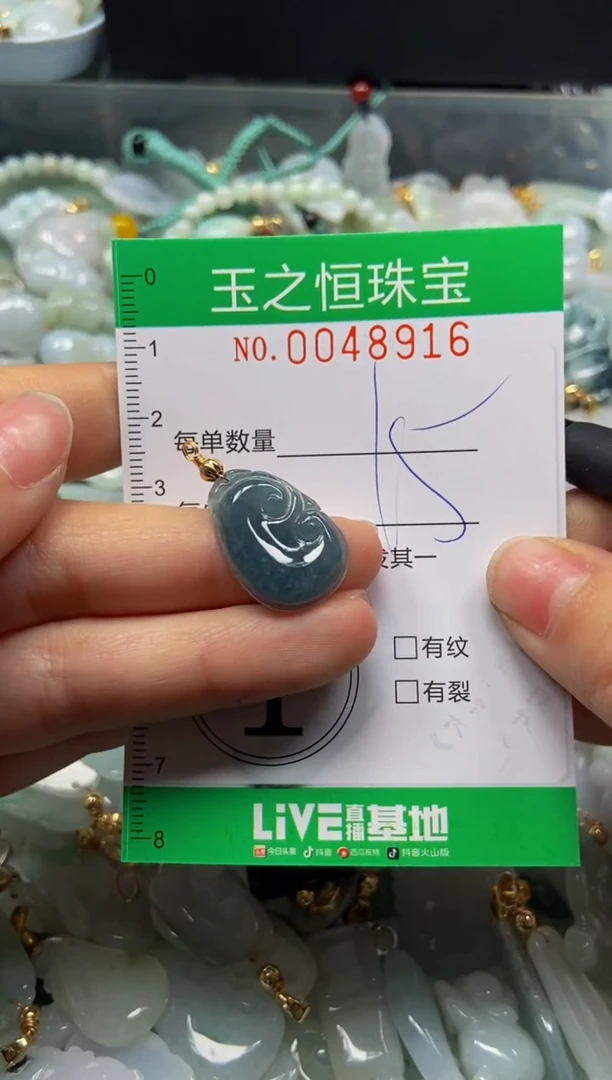 玉之恒珠宝
NO. 0048916
0
1
2
每单数量
3
发其一
□有纹
□有裂
1
7
8
LiVE直播基地
今日头条 抖音 西瓜视频 抖音火山版